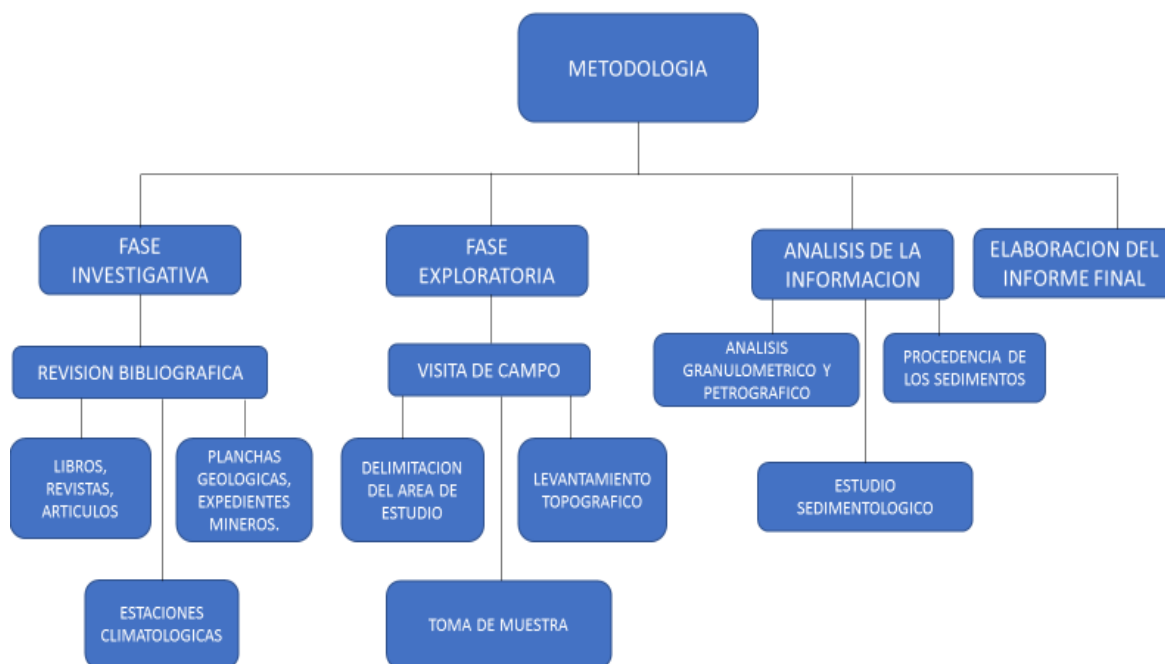 METODOLOGIA
FASE
INVESTIGATIVA
FASE
EXPLORATORIA
ANALISIS DE LA
INFORMACION
ELABORACION DEL
INFORME FINAL
REVISION BIBLIOGRAFICA
VISITA DE CAMPO
ANALISIS
GRANULOMETRICO Y
PETROGRAFICO
PROCEDENCIA DE
LOS SEDIMENTOS
LIBROS,
REVISTAS,
ARTICULOS
PLANCHAS
GEOLOGICAS,
EXPEDIENTES
MINEROS.
DELIMITACION
DEL AREA DE
ESTUDIO
LEVANTAMIENTO
TOPOGRAFICO
ESTUDIO
SEDIMENTOLOGICO
ESTACIONES
CLIMATOLOGICAS
TOMA DE MUESTRA